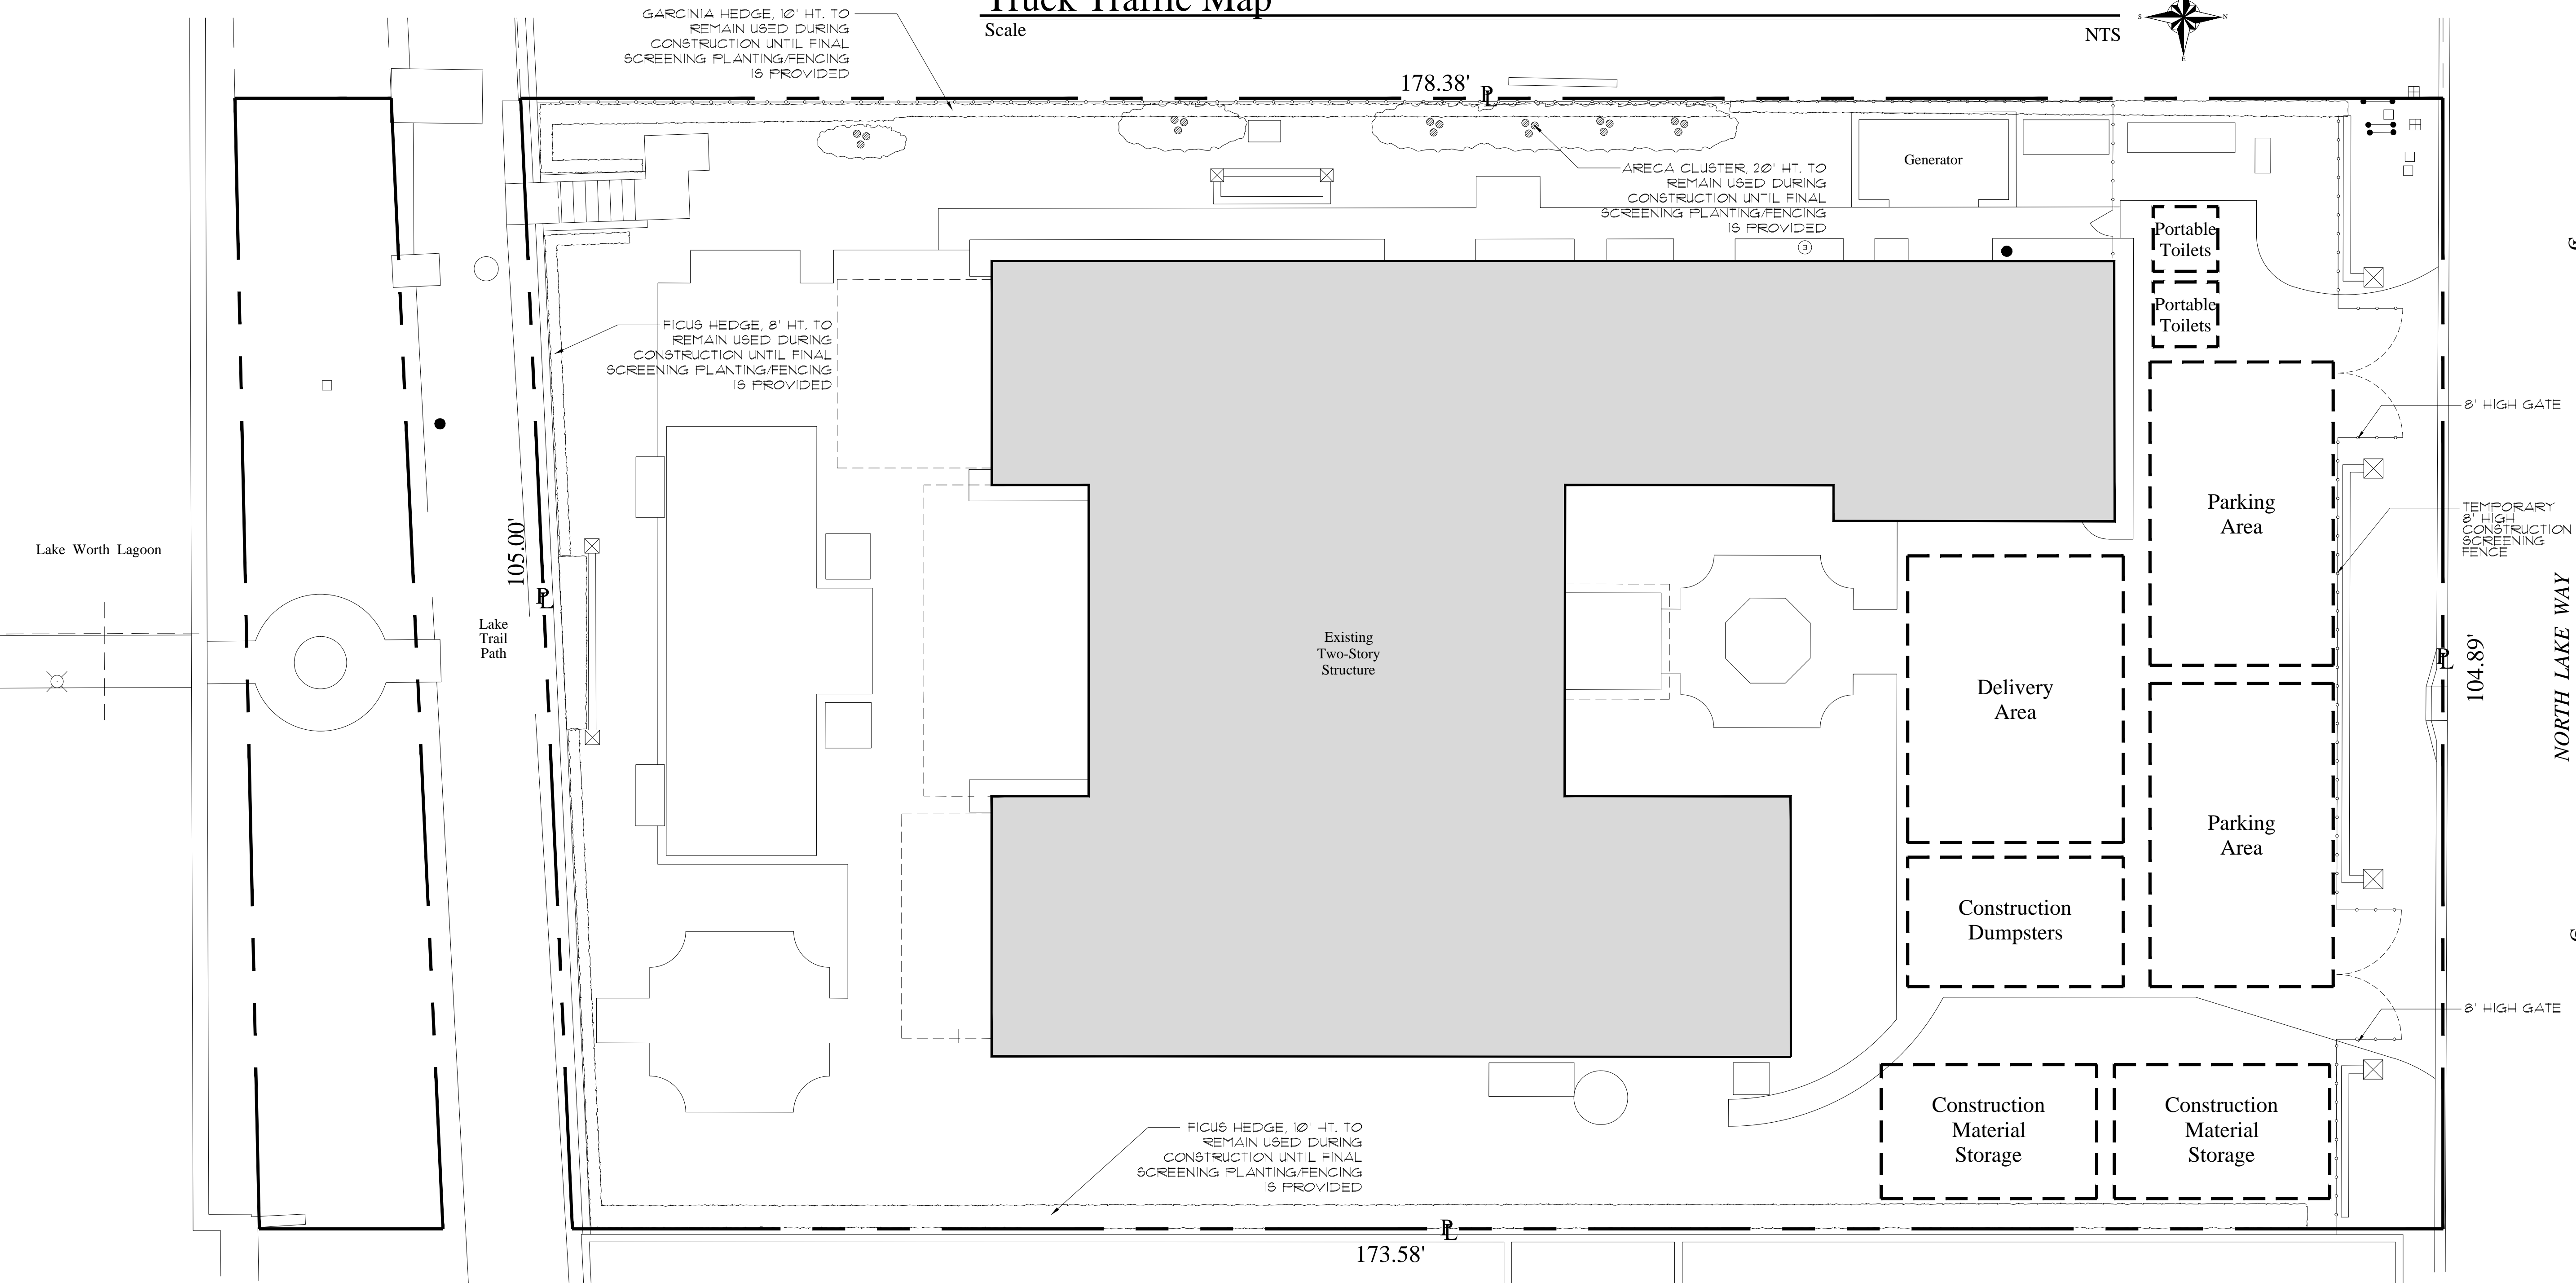 Truck Traffic Map
Scale
NTS
S
N
E
GARCINIA HEDGE, 10' HT. TO
REMAIN USED DURING
CONSTRUCTION UNTIL FINAL
SCREENING PLANTING/FENCING
IS PROVIDED
178.38'
PL
ARECA CLUSTER, 20' HT. TO
REMAIN USED DURING
CONSTRUCTION UNTIL FINAL
SCREENING PLANTING/FENCING
IS PROVIDED
Generator
Portable
Toilets
Portable
Toilets
FICUS HEDGE, 8' HT. TO
REMAIN USED DURING
CONSTRUCTION UNTIL FINAL
SCREENING PLANTING/FENCING
IS PROVIDED
8' HIGH GATE
Parking
Area
TEMPORARY
8' HIGH
CONSTRUCTION
SCREENING
FENCE
Lake Worth Lagoon
105.00'
PL
Lake
Trail
Path
Existing
Two-Story
Structure
Delivery
Area
PL
104.89'
NORTH LAKE WAY
Parking
Area
Construction
Dumpsters
8' HIGH GATE
Construction
Material
Storage
Construction
Material
Storage
FICUS HEDGE, 10' HT. TO
REMAIN USED DURING
CONSTRUCTION UNTIL FINAL
SCREENING PLANTING/FENCING
IS PROVIDED
PL
173.58'